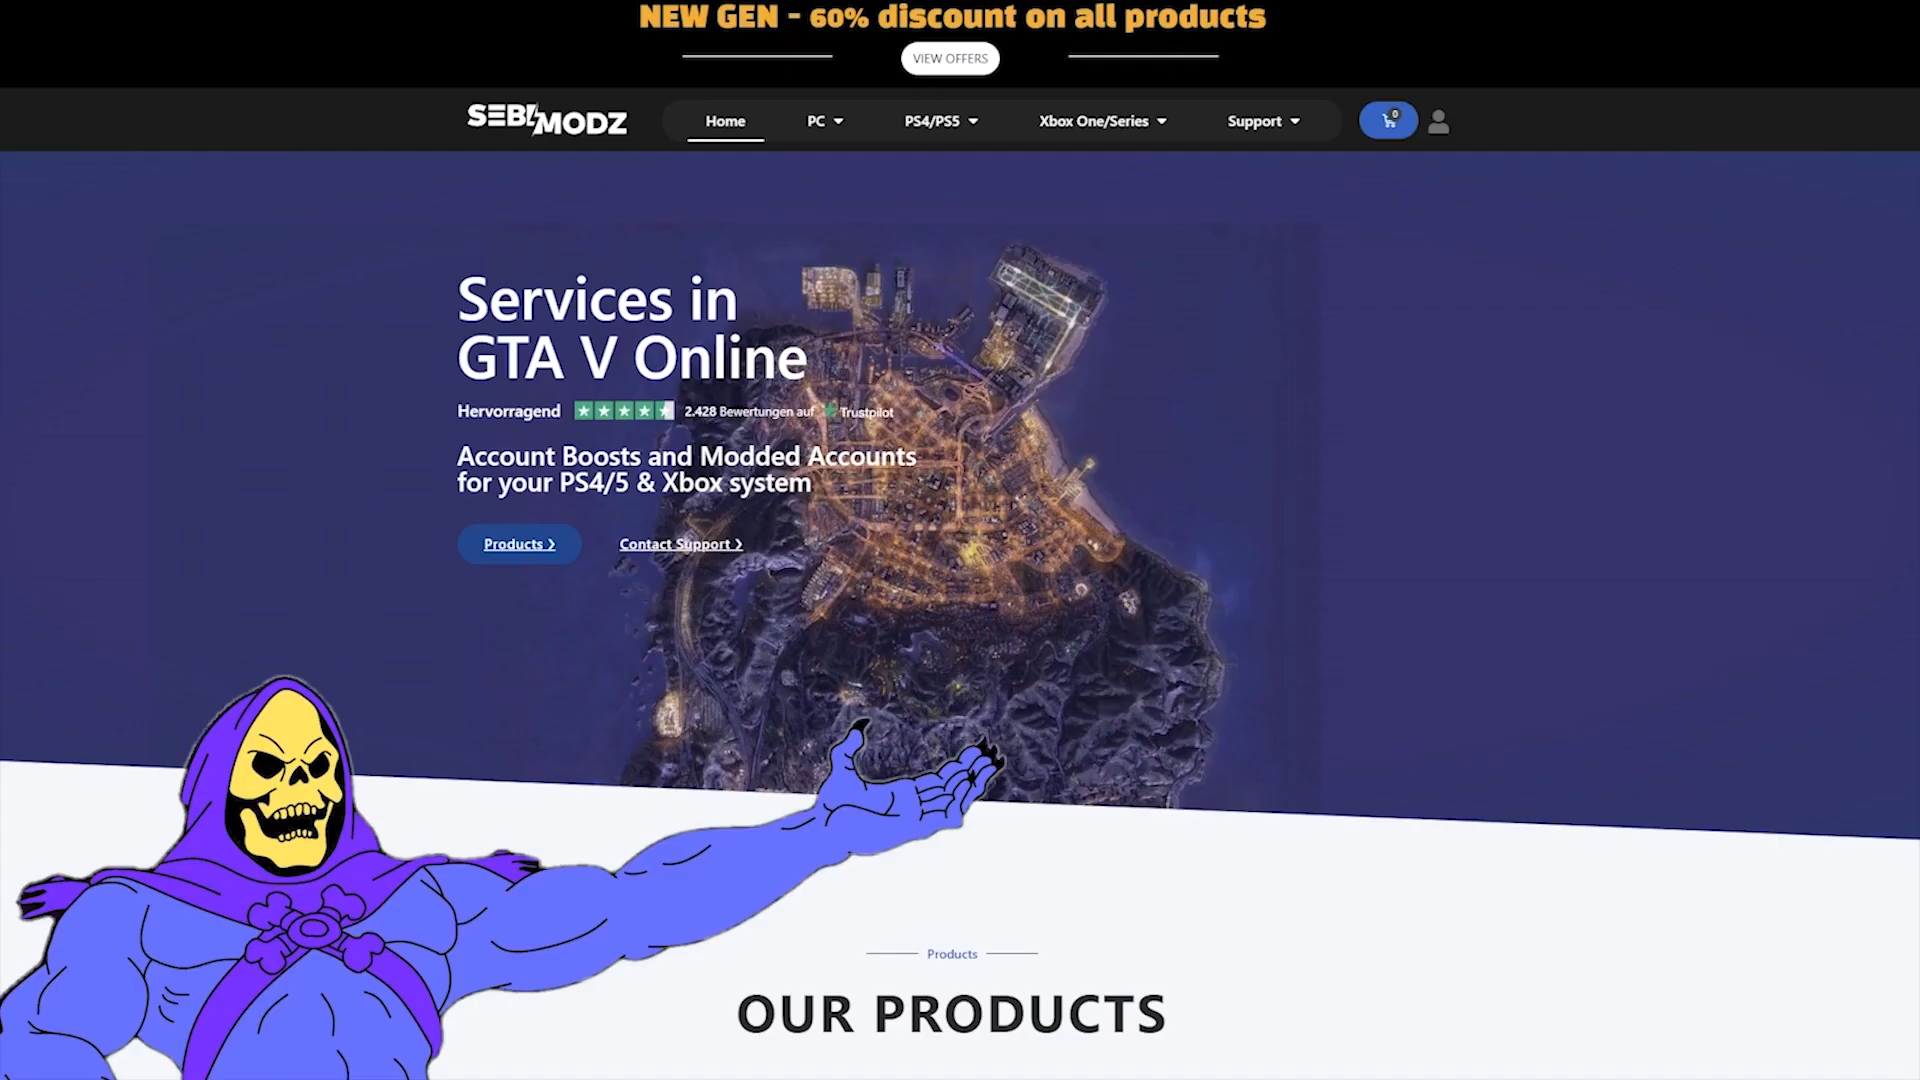 NEW GEN - 60% discount on all products
VIEW OFFERS
SEBI MODZ
Home
PC
PS4/PS5
Xbox One/Series
Support
0
Services in
GTA V Online
Hervorragend
2.428 Bewertungen auf Trustpilot
Account Boosts and Modded Accounts
for your PS4/5 & Xbox system
Products ❯
Contact Support ❯
Products
OUR PRODUCTS